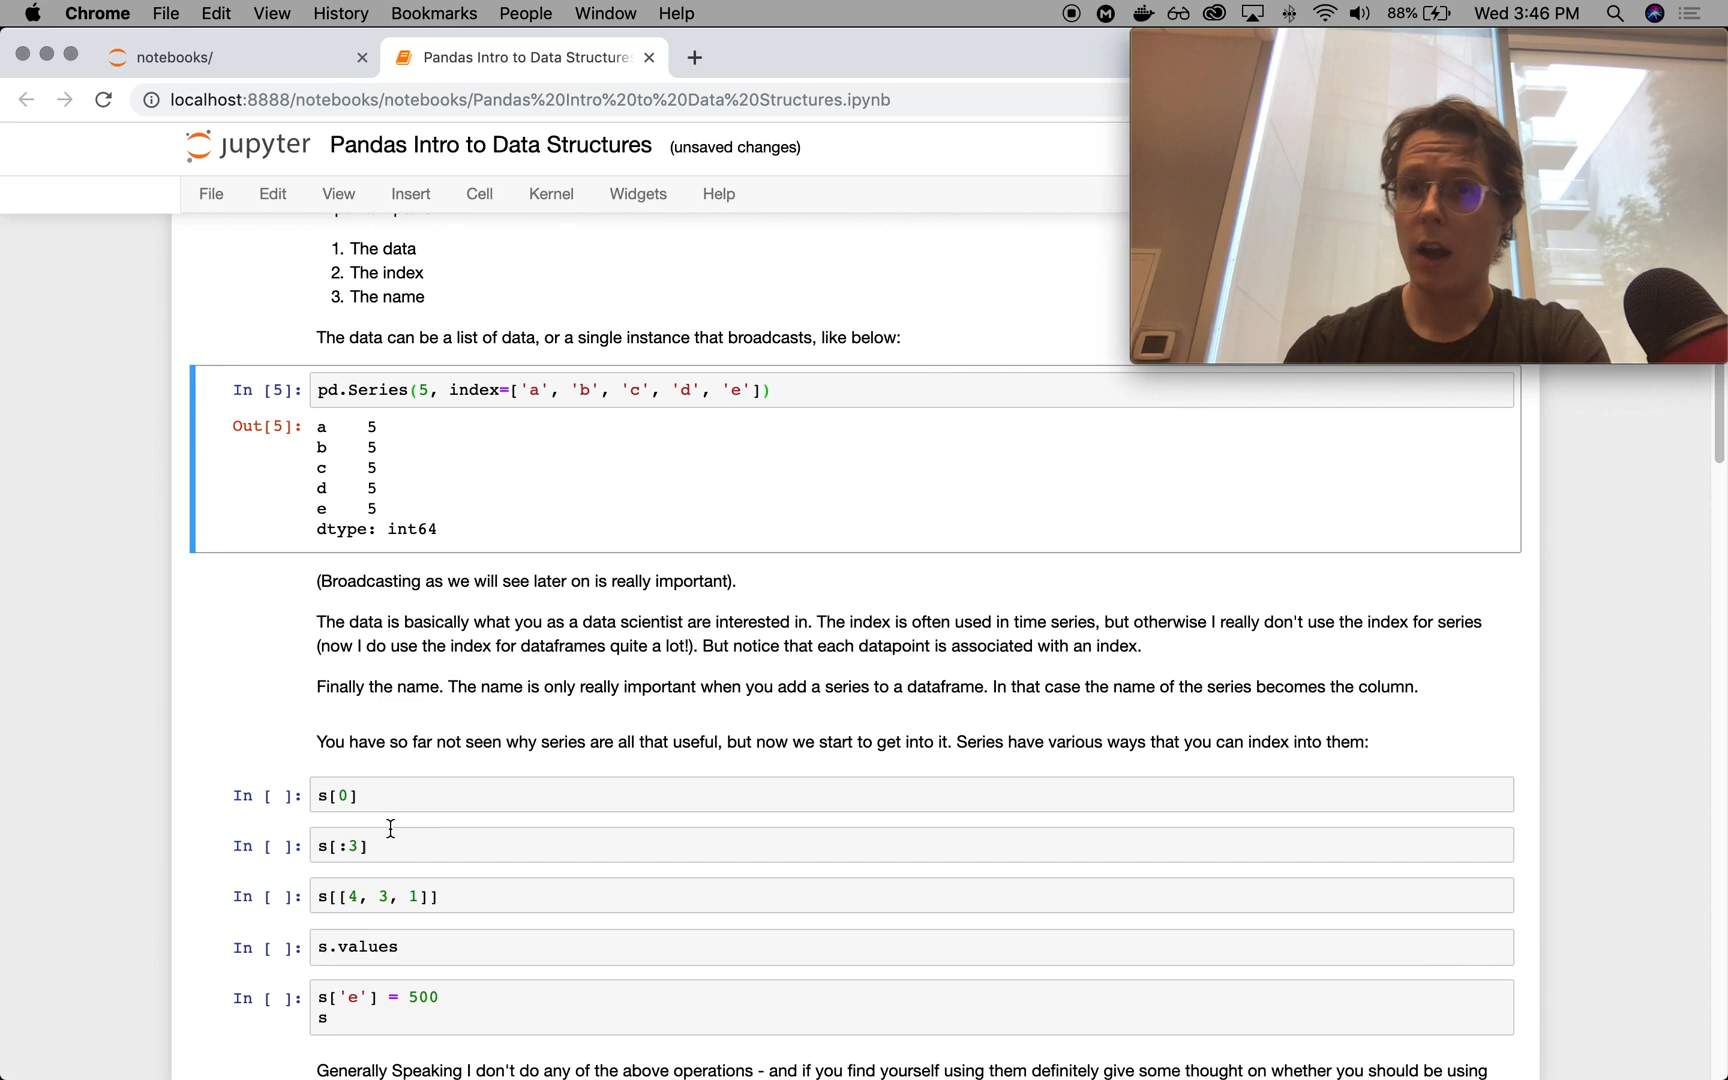 Chrome File Edit View History Bookmarks People Window Help 88% Wed 3:46 PM
notebooks/ Pandas Intro to Data Structures
localhost:8888/notebooks/notebooks/Pandas%20Intro%20to%20Data%20Structures.ipynb
jupyter Pandas Intro to Data Structures (unsaved changes)
File Edit View Insert Cell Kernel Widgets Help
1. The data
2. The index
3. The name
The data can be a list of data, or a single instance that broadcasts, like below:
In [5]: pd.Series(5, index=['a', 'b', 'c', 'd', 'e'])
Out[5]: a 5
b 5
c 5
d 5
e 5
dtype: int64
(Broadcasting as we will see later on is really important).
The data is basically what you as a data scientist are interested in. The index is often used in time series, but otherwise I really don't use the index for series
(now I do use the index for dataframes quite a lot!). But notice that each datapoint is associated with an index.
Finally the name. The name is only really important when you add a series to a dataframe. In that case the name of the series becomes the column.
You have so far not seen why series are all that useful, but now we start to get into it. Series have various ways that you can index into them:
In [ ]: s[0]
In [ ]: s[:3]
In [ ]: s[[4, 3, 1]]
In [ ]: s.values
In [ ]: s['e'] = 500
s
Generally Speaking I don't do any of the above operations - and if you find yourself using them definitely give some thought on whether you should be using